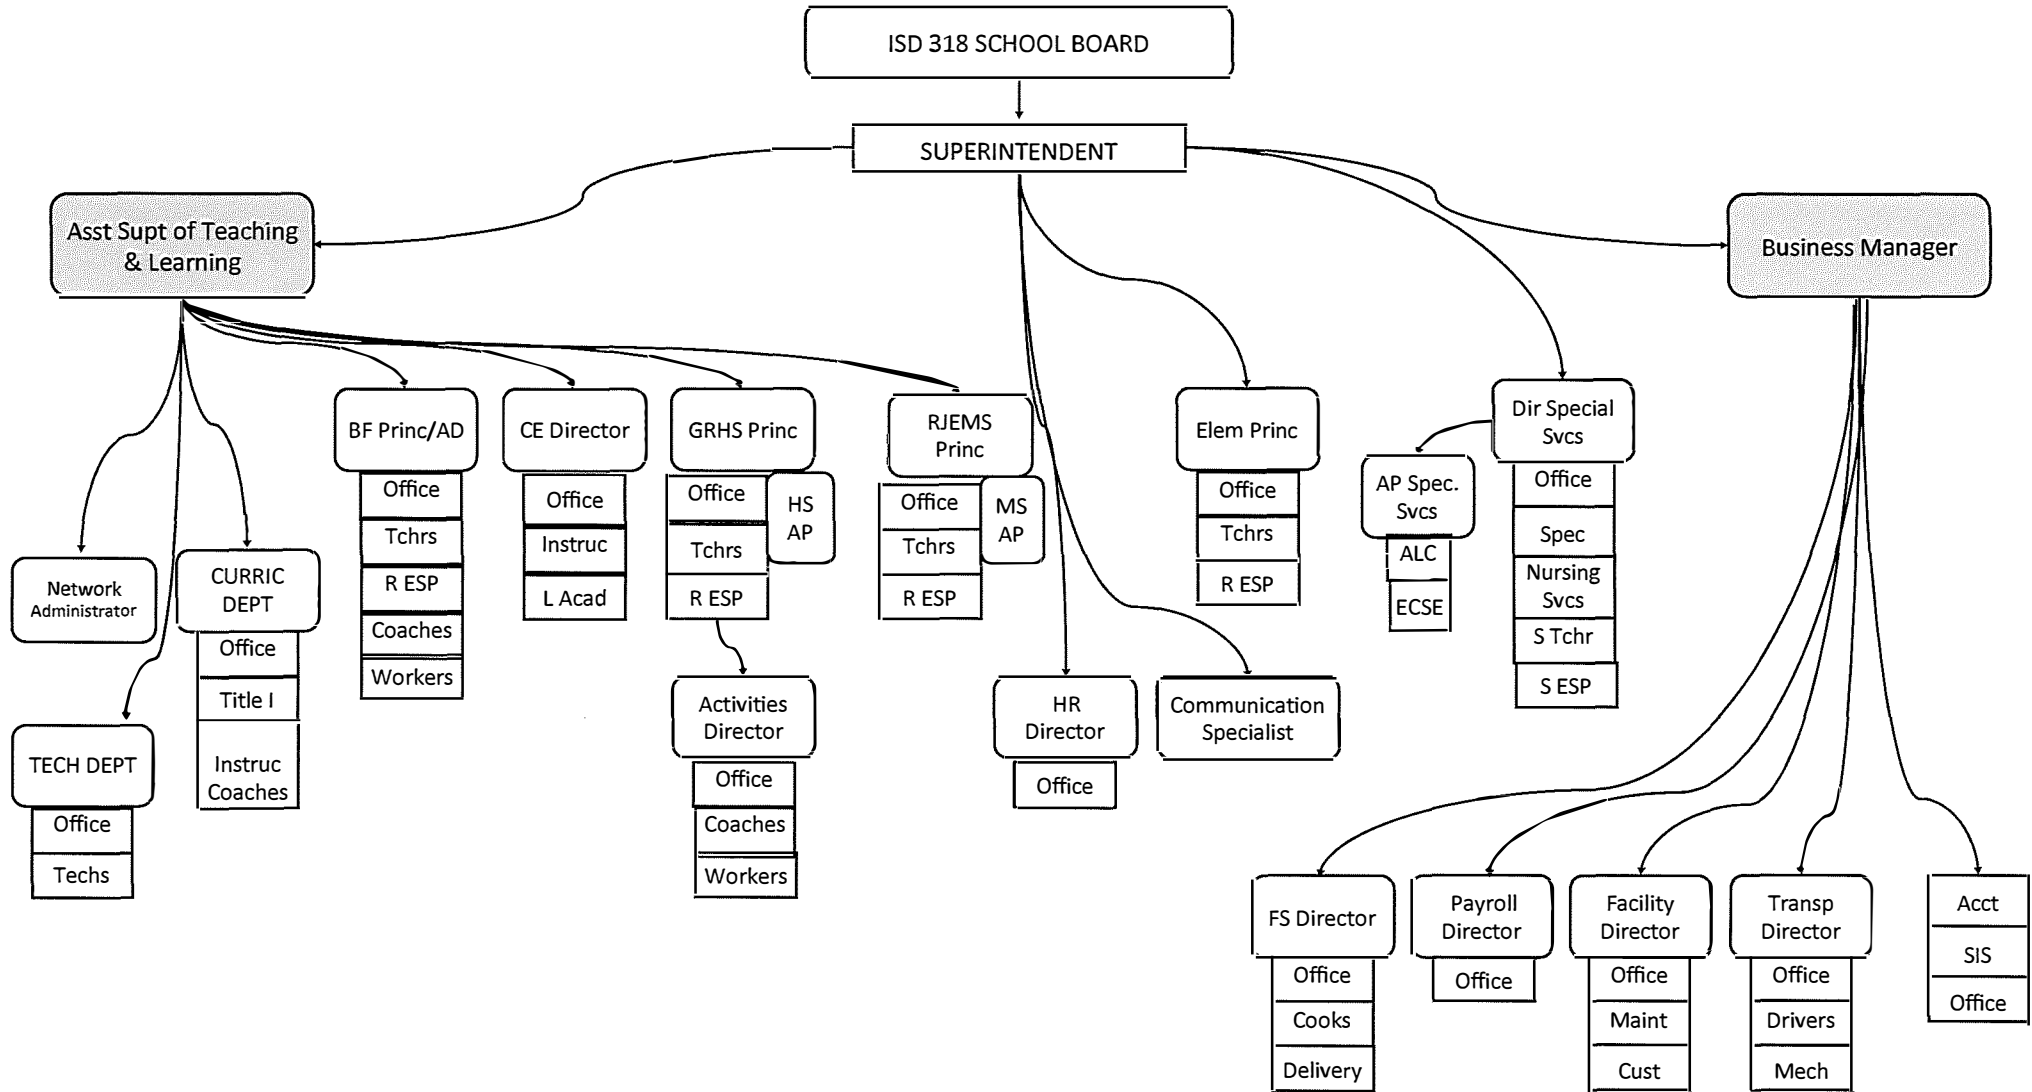 ISD 318 SCHOOL BOARD
SUPERINTENDENT
Asst Supt of Teaching
& Learning
Business Manager
BF Princ/AD
Office
Tchrs
R ESP
Coaches
Workers
CE Director
Office
Instruc
L Acad
GRHS Princ
Office
Tchrs
R ESP
HS
AP
RJEMS
Princ
Office
Tchrs
R ESP
MS
AP
Elem Princ
Office
Tchrs
R ESP
Dir Special
Svcs
Office
Spec
Nursing
Svcs
S Tchr
S ESP
AP Spec.
Svcs
ALC
ECSE
Network
Administrator
CURRIC
DEPT
Office
Title I
Instruc
Coaches
TECH DEPT
Office
Techs
Activities
Director
Office
Coaches
Workers
HR
Director
Office
Communication
Specialist
FS Director
Office
Cooks
Delivery
Payroll
Director
Office
Facility
Director
Office
Maint
Cust
Transp
Director
Office
Drivers
Mech
Acct
SIS
Office